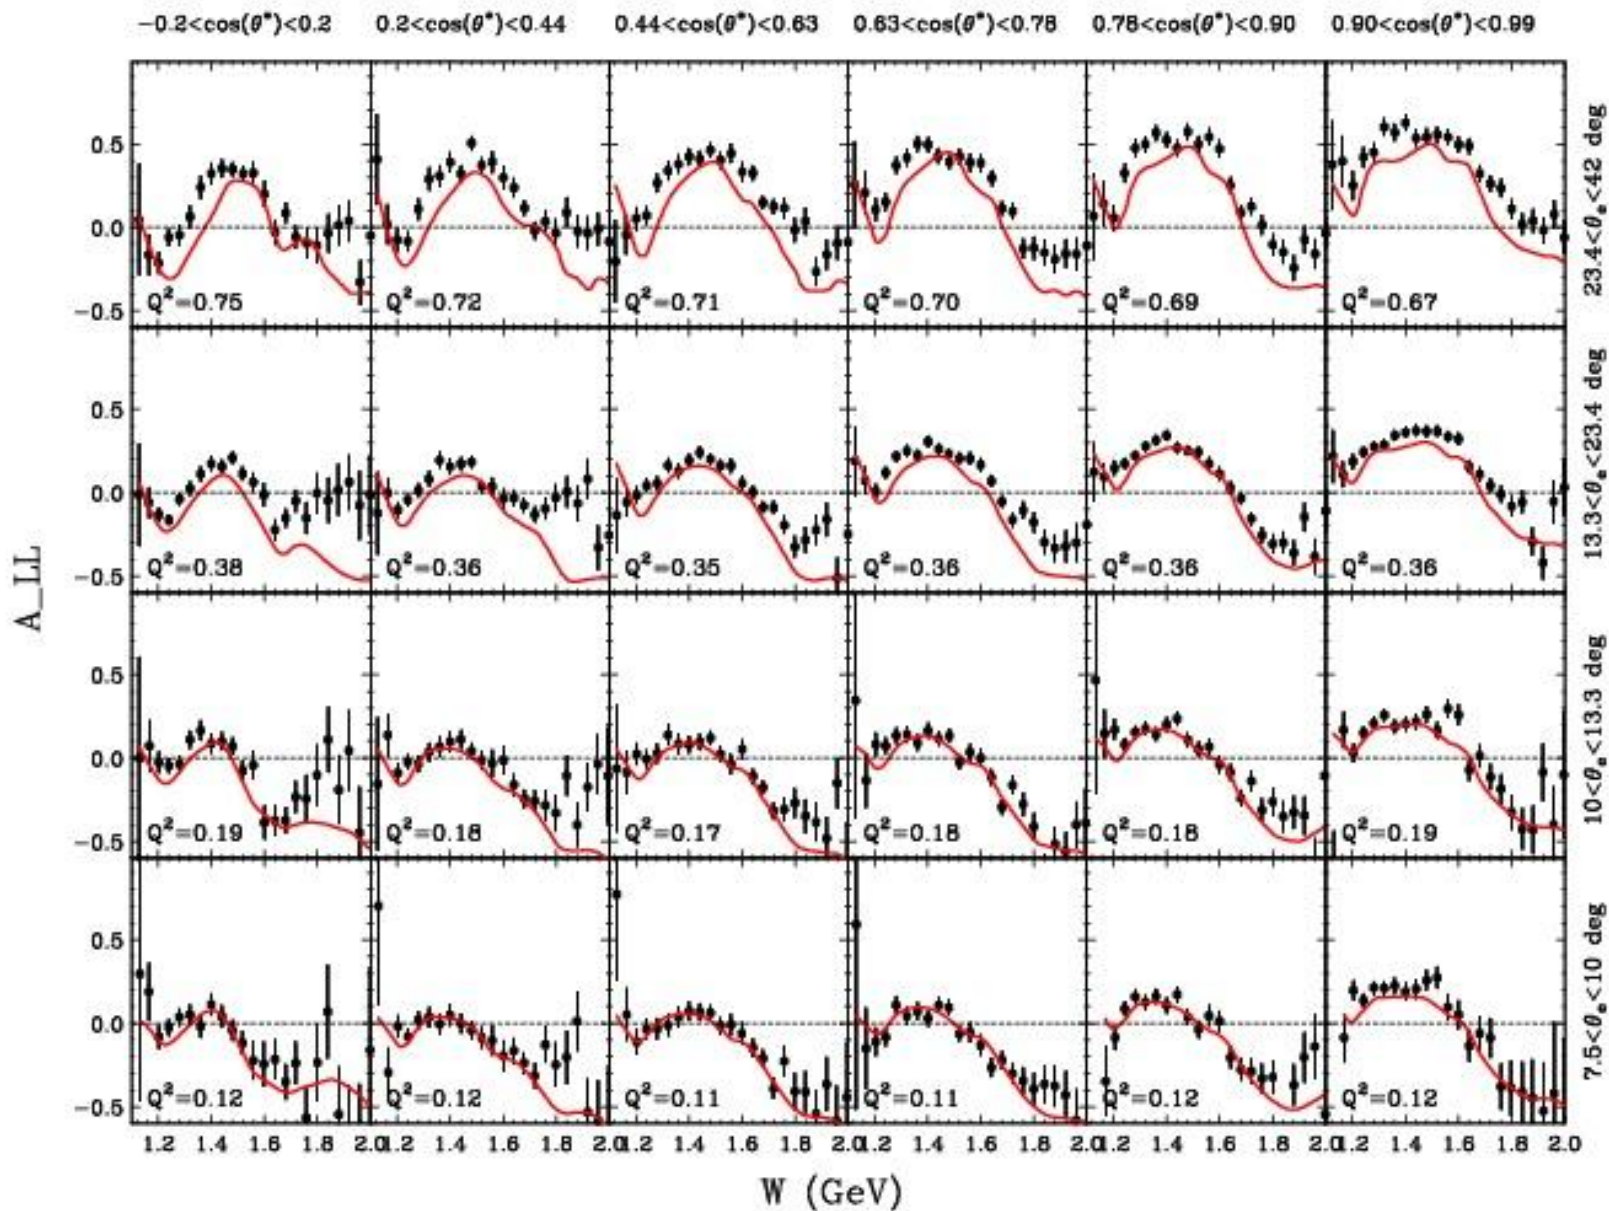 −0.2<cos(θ*)<0.2 0.2<cos(θ*)<0.44 0.44<cos(θ*)<0.63 0.63<cos(θ*)<0.78 0.78<cos(θ*)<0.90 0.90<cos(θ*)<0.99
0.5
0.0
−0.5
Q²=0.75 Q²=0.72 Q²=0.71 Q²=0.70 Q²=0.69 Q²=0.67
23.4<θₑ<42 deg
0.5
0.0
−0.5
Q²=0.38 Q²=0.36 Q²=0.35 Q²=0.36 Q²=0.36 Q²=0.36
13.3<θₑ<23.4 deg
A_LL
0.5
0.0
−0.5
Q²=0.19 Q²=0.18 Q²=0.17 Q²=0.18 Q²=0.18 Q²=0.19
10<θₑ<13.3 deg
0.5
0.0
−0.5
Q²=0.12 Q²=0.12 Q²=0.11 Q²=0.11 Q²=0.12 Q²=0.12
7.5<θₑ<10 deg
1.2 1.4 1.6 1.8 2.0 1.2 1.4 1.6 1.8 2.0 1.2 1.4 1.6 1.8 2.0 1.2 1.4 1.6 1.8 2.0 1.2 1.4 1.6 1.8 2.0 1.2 1.4 1.6 1.8 2.0
W (GeV)